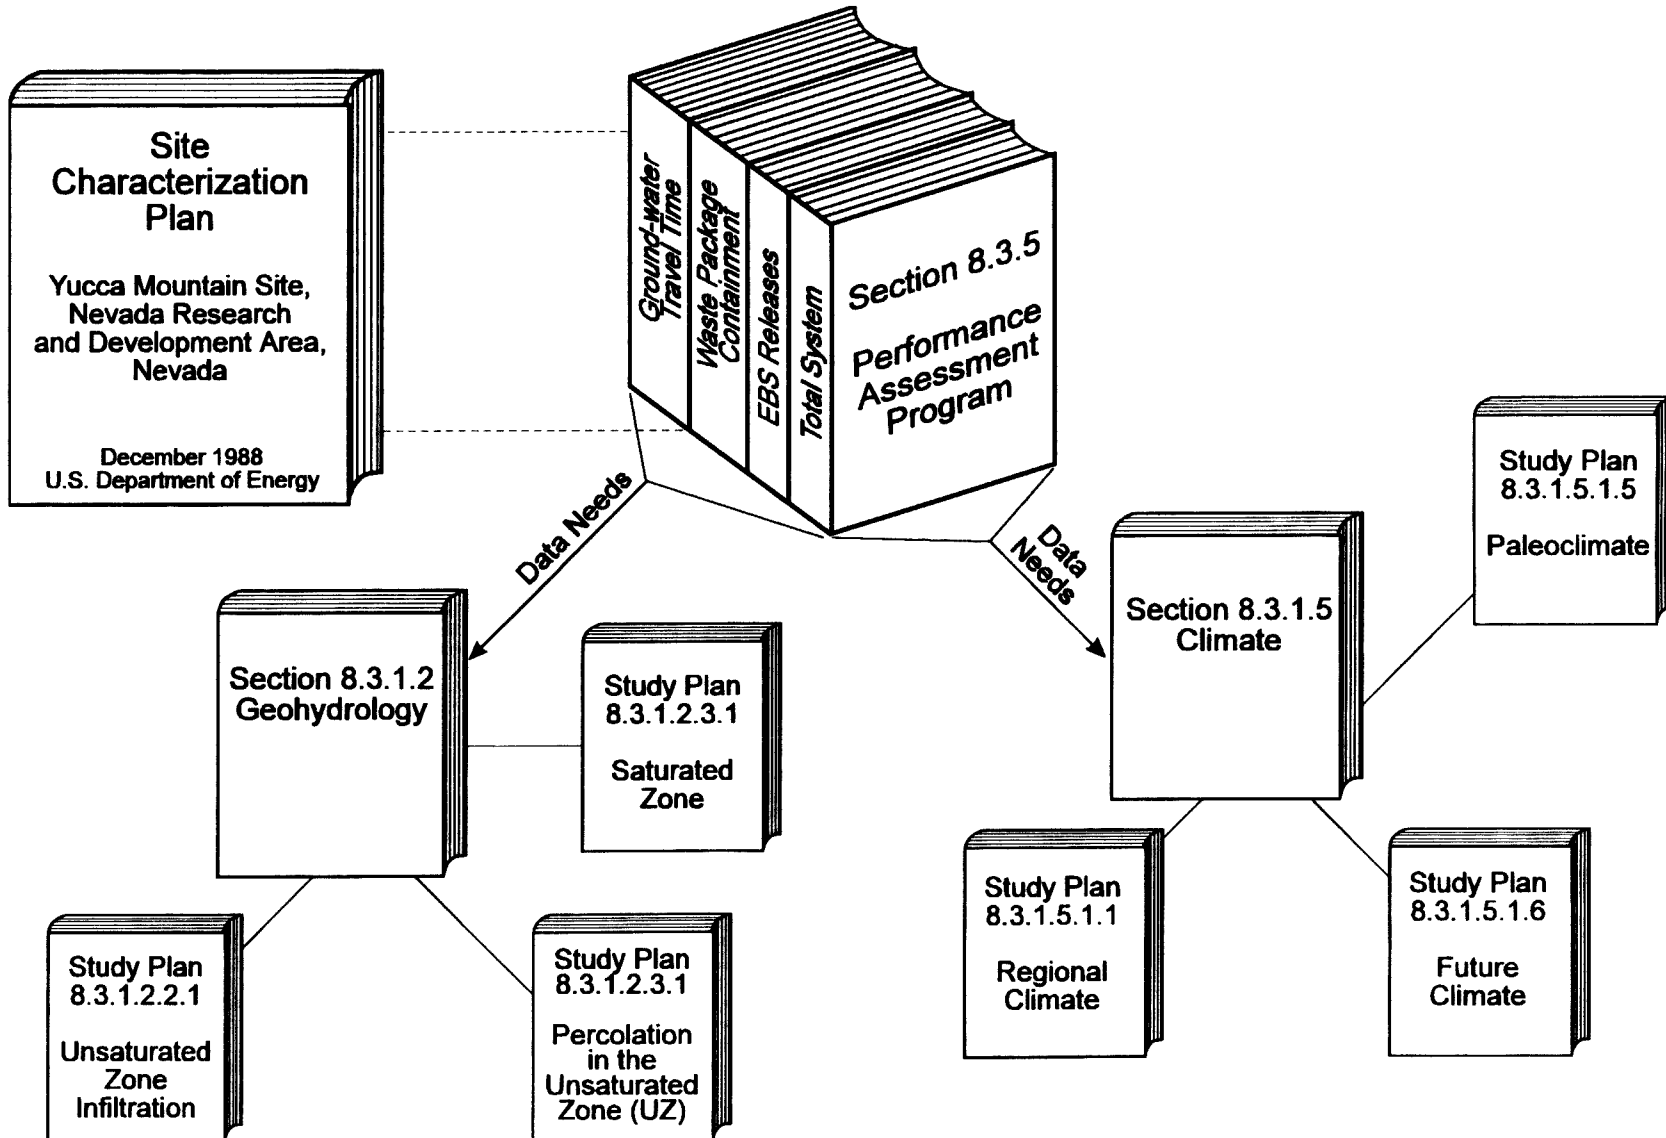 Site
Characterization
Plan
Yucca Mountain Site,
Nevada Research
and Development Area,
Nevada
December 1988
U.S. Department of Energy
Ground-water
Travel Time
Waste Package
Containment
EBS Releases
Total System
Section 8.3.5
Performance
Assessment
Program
Data Needs
Data
Needs
Section 8.3.1.2
Geohydrology
Study Plan
8.3.1.2.3.1
Saturated
Zone
Study Plan
8.3.1.2.2.1
Unsaturated
Zone
Infiltration
Study Plan
8.3.1.2.3.1
Percolation
in the
Unsaturated
Zone (UZ)
Section 8.3.1.5
Climate
Study Plan
8.3.1.5.1.5
Paleoclimate
Study Plan
8.3.1.5.1.1
Regional
Climate
Study Plan
8.3.1.5.1.6
Future
Climate